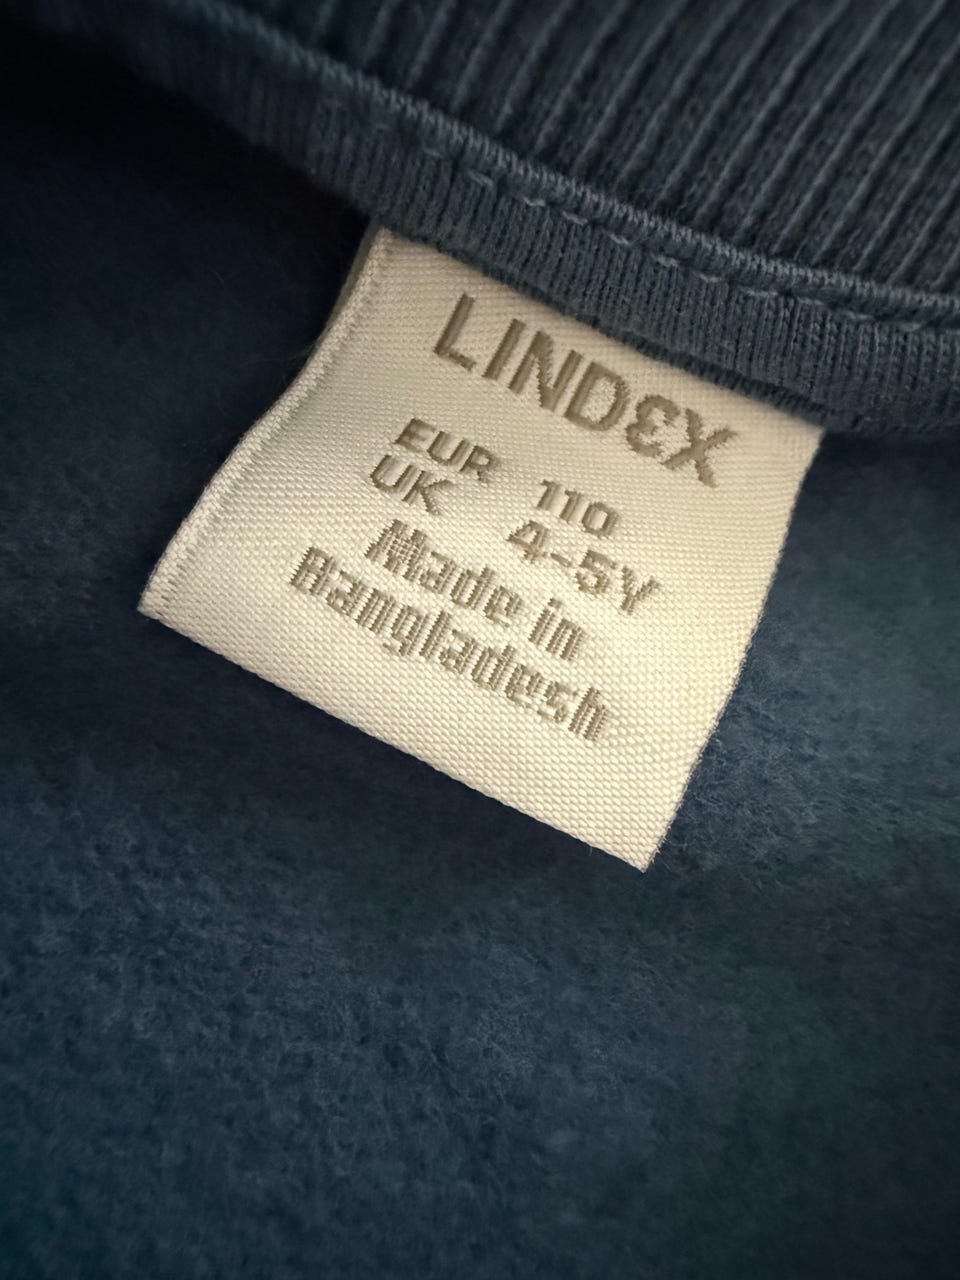 LINDEX
EUR 110
UK 4-5Y
Made in
Bangladesh